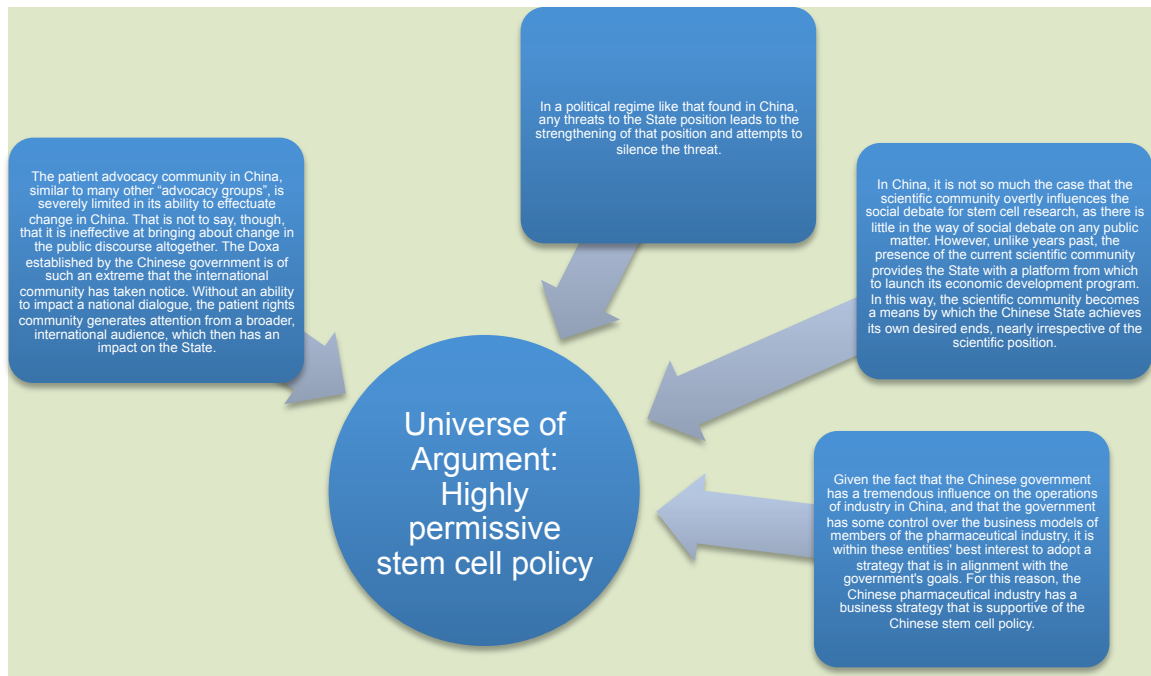 In a political regime like that found in China,
any threats to the State position leads to the
strengthening of that position and attempts to
silence the threat.
The patient advocacy community in China,
similar to many other “advocacy groups”, is
severely limited in its ability to effectuate
change in China. That is not to say, though,
that it is ineffective at bringing about change in
the public discourse altogether. The Doxa
established by the Chinese government is of
such an extreme that the international
community has taken notice. Without an ability
to impact a national dialogue, the patient rights
community generates attention from a broader,
international audience, which then has an
impact on the State.
In China, it is not so much the case that the
scientific community overtly influences the
social debate for stem cell research, as there is
little in the way of social debate on any public
matter. However, unlike years past, the
presence of the current scientific community
provides the State with a platform from which
to launch its economic development program.
In this way, the scientific community becomes
a means by which the Chinese State achieves
its own desired ends, nearly irrespective of the
scientific position.
Universe of
Argument:
Highly
permissive
stem cell policy
Given the fact that the Chinese government
has a tremendous influence on the operations
of industry in China, and that the government
has some control over the business models of
members of the pharmaceutical industry, it is
within these entities' best interest to adopt a
strategy that is in alignment with the
government's goals. For this reason, the
Chinese pharmaceutical industry has a
business strategy that is supportive of the
Chinese stem cell policy.